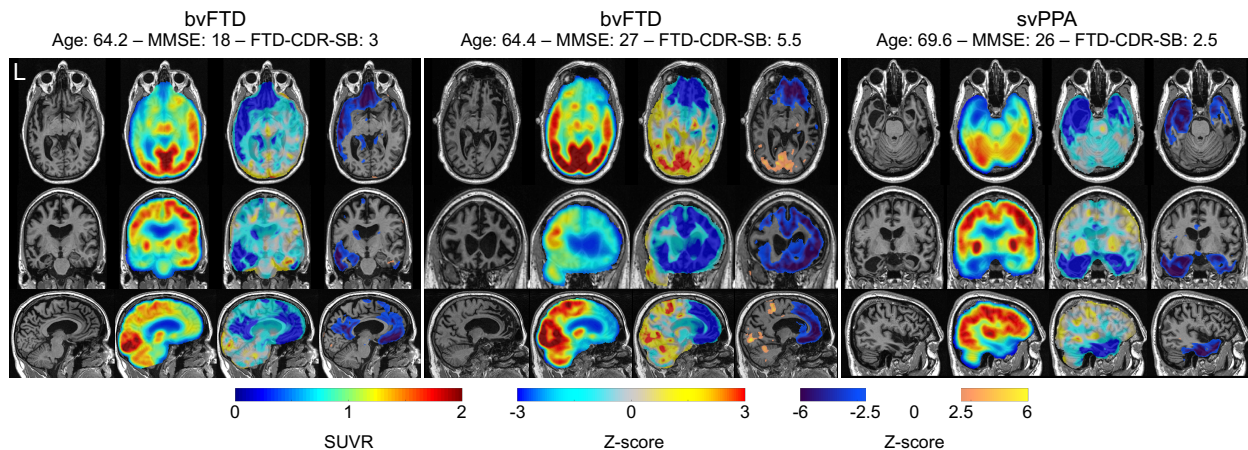 bvFTD
Age: 64.2 – MMSE: 18 – FTD-CDR-SB: 3
bvFTD
Age: 64.4 – MMSE: 27 – FTD-CDR-SB: 5.5
svPPA
Age: 69.6 – MMSE: 26 – FTD-CDR-SB: 2.5
L
0 1 2
SUVR
-3 0 3
Z-score
-6 -2.5 0 2.5 6
Z-score